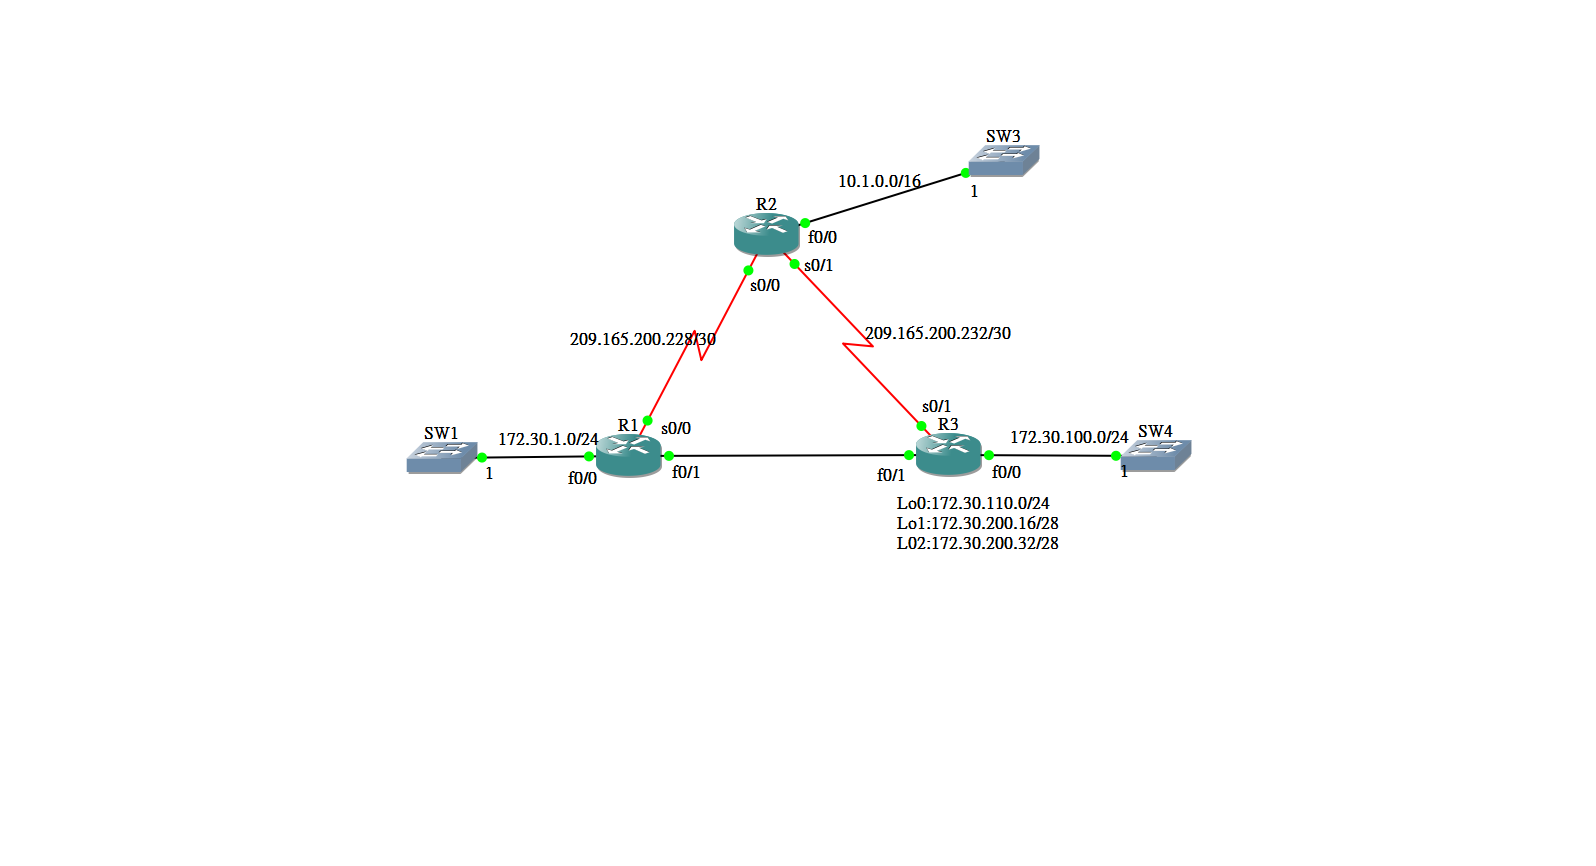 SW3
10.1.0.0/16
1
R2
f0/0
s0/1
s0/0
209.165.200.228/30
209.165.200.232/30
s0/1
R1
s0/0
R3
SW1
172.30.1.0/24
172.30.100.0/24
SW4
1
f0/0
f0/1
f0/1
f0/0
1
Lo0:172.30.110.0/24
Lo1:172.30.200.16/28
L02:172.30.200.32/28